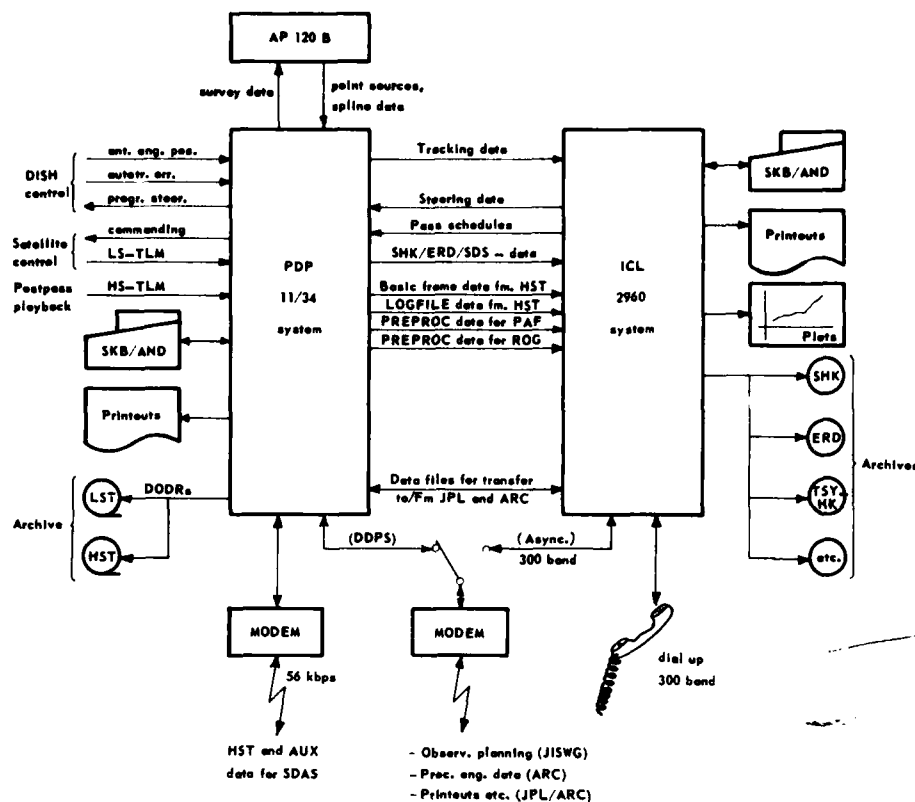 AP 120 B
survey data
point sources,
spline data
DISH
control
ant. ang. pos.
autotr. err.
progr. steer.
Satellite
control
commanding
LS-TLM
Postpass
playback
HS-TLM
SKB/AND
Printouts
Archive
LST
HST
DODRs
PDP
11/34
system
Tracking data
Steering data
Pass schedules
SHK/ERD/SDS - data
Basic frame data fm. HST
LOGFILE data fm. HST
PREPROC data for PAF
PREPROC data for ROG
Data files for transfer
to/Fm JPL and ARC
ICL
2960
system
SKB/AND
Printouts
Plots
SHK
ERD
TSY-
HK
etc.
Archives
(DDPS)
(Async.)
300 band
MODEM
MODEM
56 kbps
dial up
300 band
HST and AUX
data for SDAS
- Observ. planning (JISWG)
- Proc. eng. data (ARC)
- Printouts etc. (JPL/ARC)